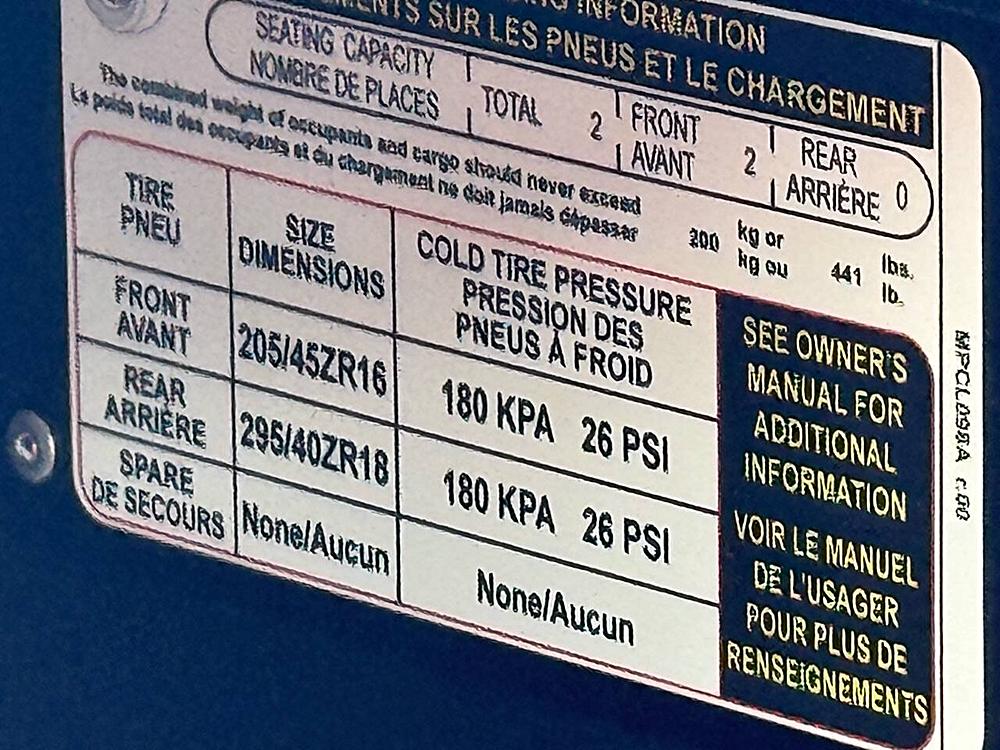 INFORMATION
SUR LES PNEUS ET LE CHARGEMENT
SEATING CAPACITY
NOMBRE DE PLACES
TOTAL 2
FRONT
AVANT 2
REAR
ARRIÈRE 0
The combined weight of occupants and cargo should never exceed
Le poids total des occupants et du chargement ne doit jamais dépasser
200 kg or
kg ou
441 lbs.
lb.
TIRE
PNEU
SIZE
DIMENSIONS
COLD TIRE PRESSURE
PRESSION DES
PNEUS À FROID
FRONT
AVANT
205/45ZR16
180 KPA 26 PSI
REAR
ARRIÈRE
295/40ZR18
180 KPA 26 PSI
SPARE
DE SECOURS
None/Aucun
None/Aucun
SEE OWNER'S
MANUAL FOR
ADDITIONAL
INFORMATION
VOIR LE MANUEL
DE L'USAGER
POUR PLUS DE
RENSEIGNEMENTS